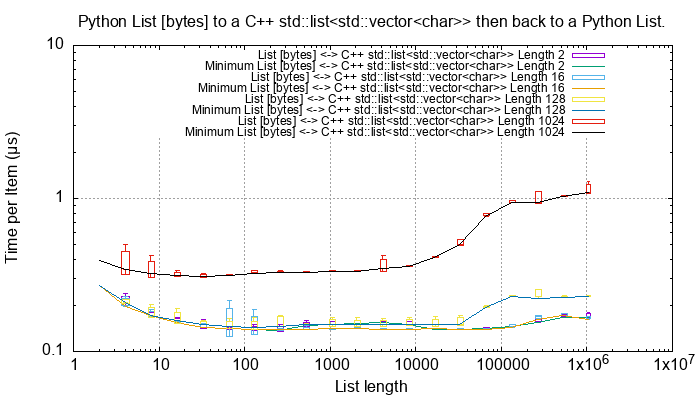 Python List [bytes] to a C++ std::list<std::vector<char>> then back to a Python List.
10
List [bytes] <-> C++ std::list<std::vector<char>> Length 2
Minimum List [bytes] <-> C++ std::list<std::vector<char>> Length 2
List [bytes] <-> C++ std::list<std::vector<char>> Length 16
Minimum List [bytes] <-> C++ std::list<std::vector<char>> Length 16
List [bytes] <-> C++ std::list<std::vector<char>> Length 128
Minimum List [bytes] <-> C++ std::list<std::vector<char>> Length 128
List [bytes] <-> C++ std::list<std::vector<char>> Length 1024
Minimum List [bytes] <-> C++ std::list<std::vector<char>> Length 1024
Time per Item (µs)
1
0.1
1 10 100 1000 10000 100000 1x10⁶ 1x10⁷
List length